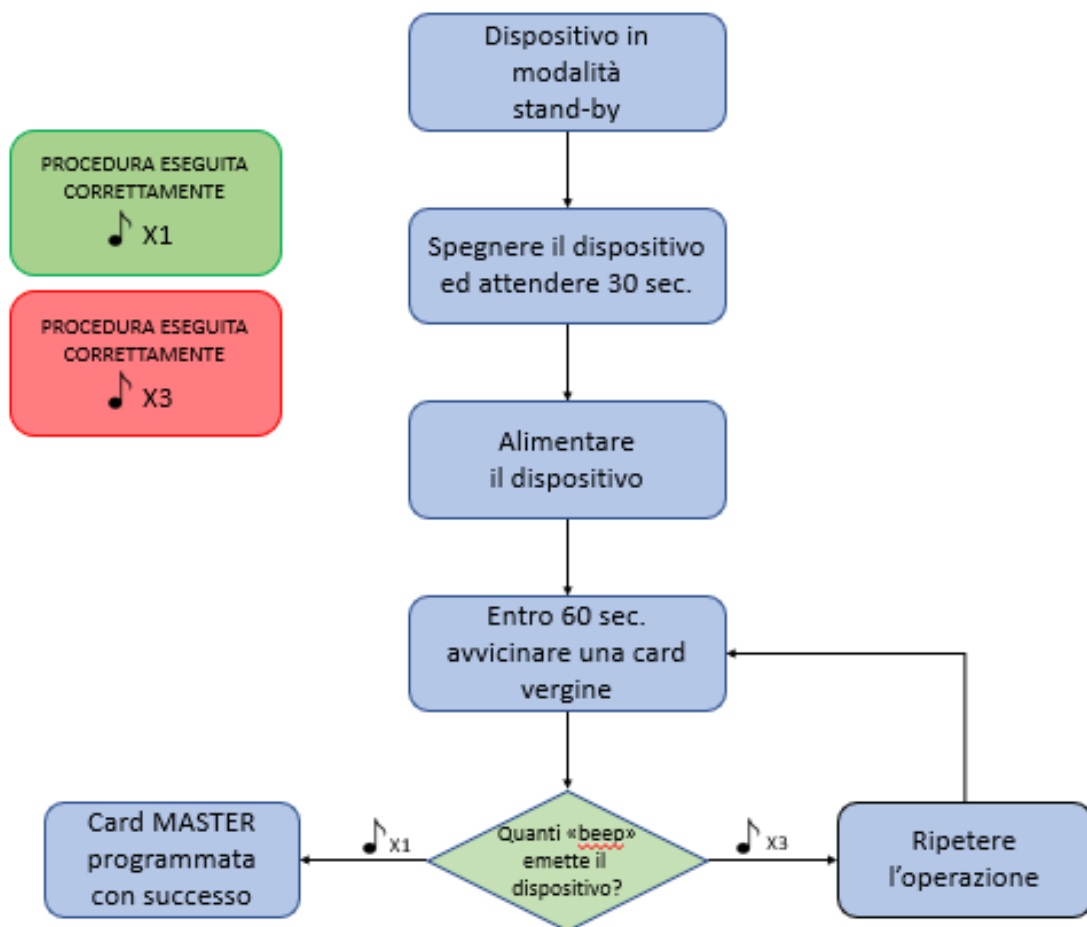 Dispositivo in
modalità
stand-by
PROCEDURA ESEGUITA
CORRETTAMENTE
X1
Spegnere il dispositivo
ed attendere 30 sec.
PROCEDURA ESEGUITA
CORRETTAMENTE
X3
Alimentare
il dispositivo
Entro 60 sec.
avvicinare una card
vergine
Card MASTER
programmata
con successo
X1
Quanti «beep»
emette il
dispositivo?
X3
Ripetere
l'operazione